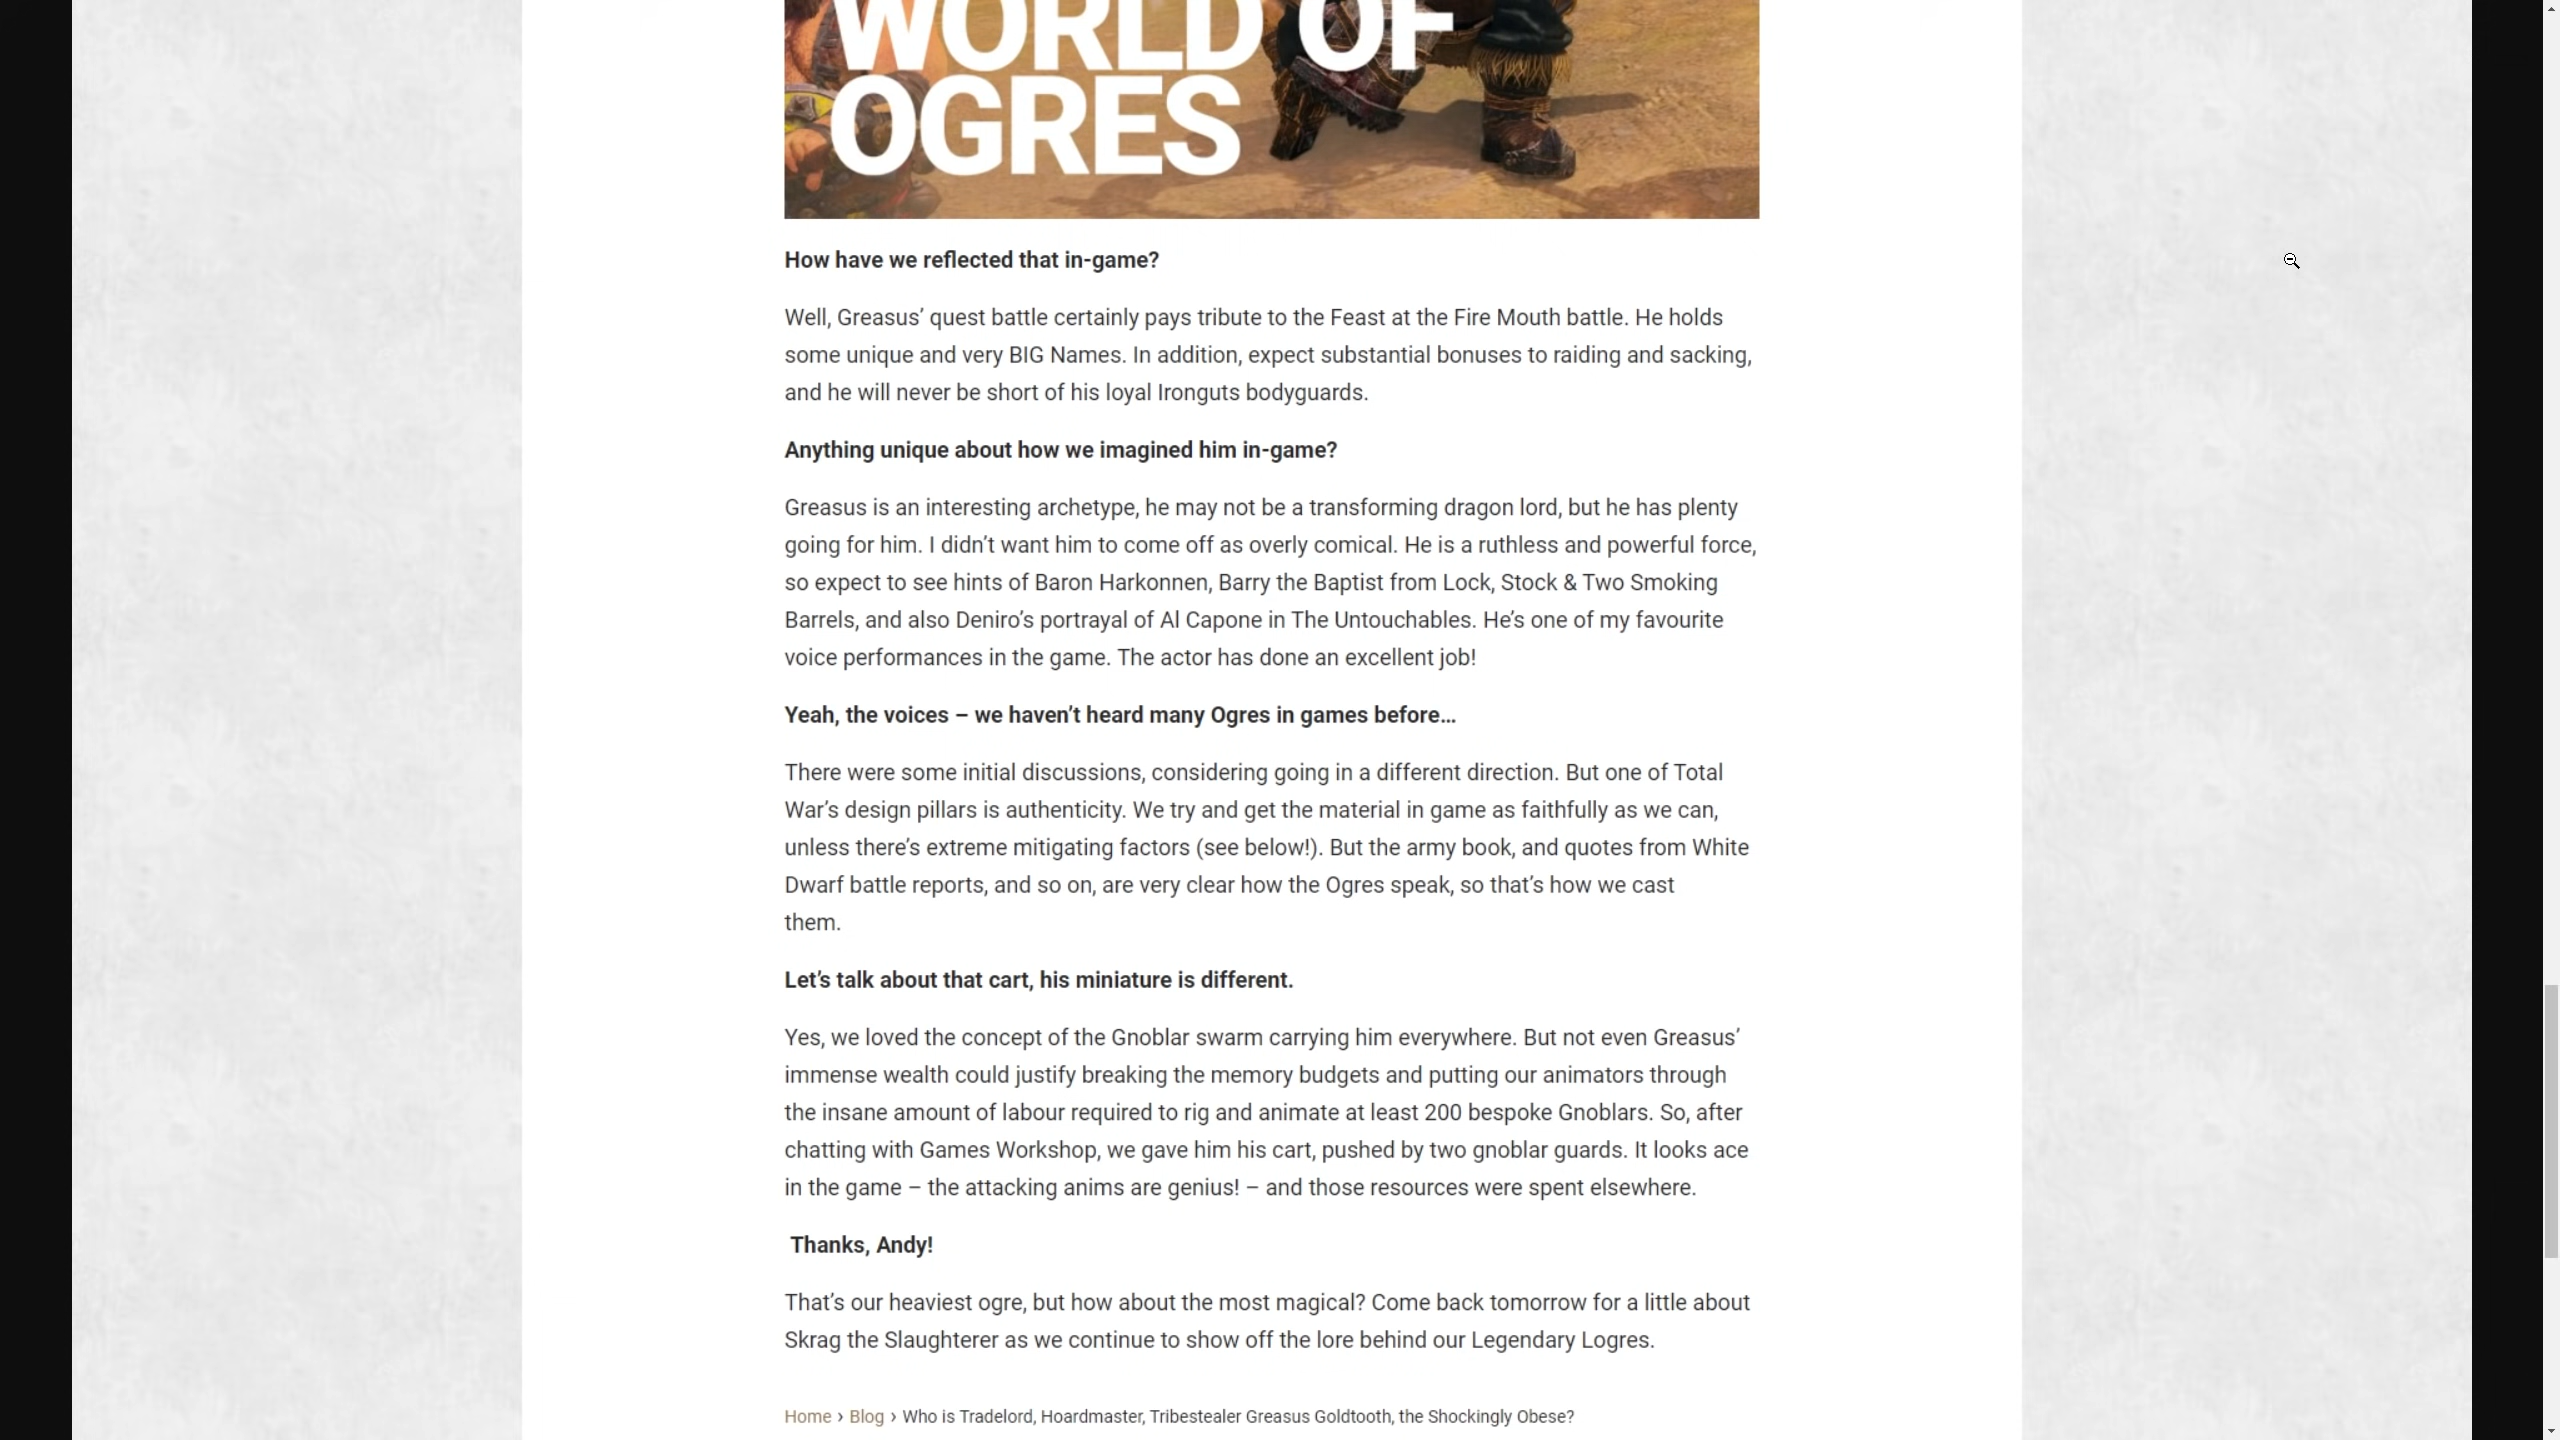 WORLD OF
OGRES
How have we reflected that in-game?
Well, Greasus’ quest battle certainly pays tribute to the Feast at the Fire Mouth battle. He holds
some unique and very BIG Names. In addition, expect substantial bonuses to raiding and sacking,
and he will never be short of his loyal Ironguts bodyguards.
Anything unique about how we imagined him in-game?
Greasus is an interesting archetype, he may not be a transforming dragon lord, but he has plenty
going for him. I didn’t want him to come off as overly comical. He is a ruthless and powerful force,
so expect to see hints of Baron Harkonnen, Barry the Baptist from Lock, Stock & Two Smoking
Barrels, and also Deniro’s portrayal of Al Capone in The Untouchables. He’s one of my favourite
voice performances in the game. The actor has done an excellent job!
Yeah, the voices – we haven’t heard many Ogres in games before…
There were some initial discussions, considering going in a different direction. But one of Total
War’s design pillars is authenticity. We try and get the material in game as faithfully as we can,
unless there’s extreme mitigating factors (see below!). But the army book, and quotes from White
Dwarf battle reports, and so on, are very clear how the Ogres speak, so that’s how we cast
them.
Let’s talk about that cart, his miniature is different.
Yes, we loved the concept of the Gnoblar swarm carrying him everywhere. But not even Greasus’
immense wealth could justify breaking the memory budgets and putting our animators through
the insane amount of labour required to rig and animate at least 200 bespoke Gnoblars. So, after
chatting with Games Workshop, we gave him his cart, pushed by two gnoblar guards. It looks ace
in the game – the attacking anims are genius! – and those resources were spent elsewhere.
Thanks, Andy!
That’s our heaviest ogre, but how about the most magical? Come back tomorrow for a little about
Skrag the Slaughterer as we continue to show off the lore behind our Legendary Logres.
Home › Blog › Who is Tradelord, Hoardmaster, Tribestealer Greasus Goldtooth, the Shockingly Obese?